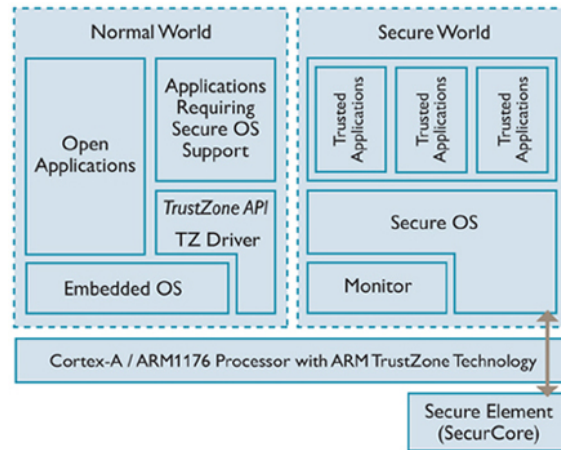 Normal World
Open
Applications
Applications
Requiring
Secure OS
Support
TrustZone API
TZ Driver
Embedded OS
Secure World
Trusted
Applications
Trusted
Applications
Trusted
Applications
Secure OS
Monitor
Cortex-A / ARM1176 Processor with ARM TrustZone Technology
Secure Element
(SecurCore)